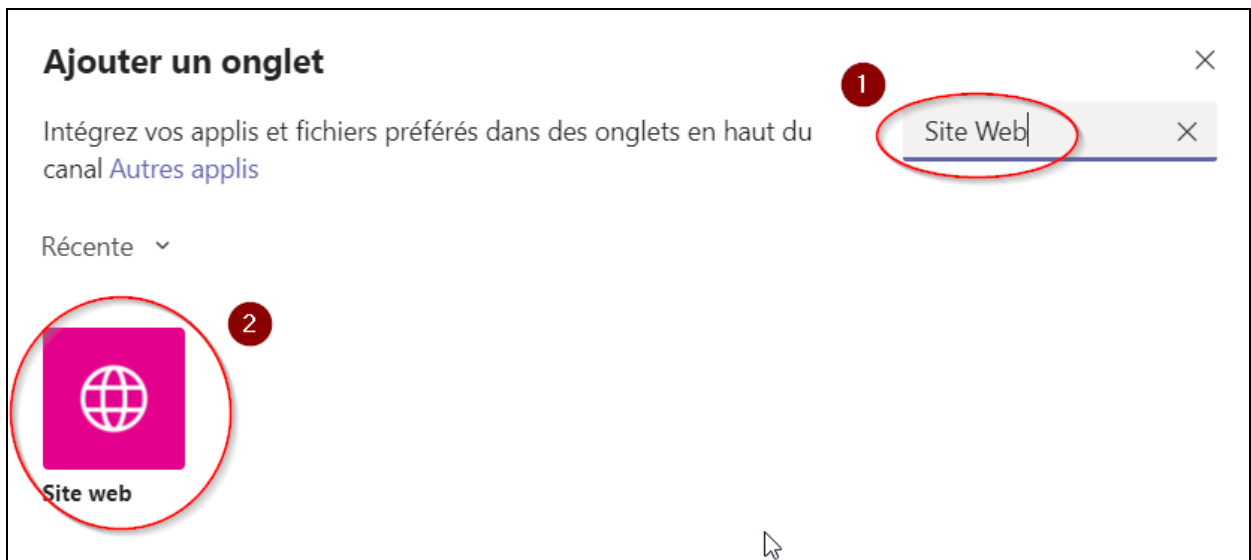 Ajouter un onglet
1
Intégrez vos applis et fichiers préférés dans des onglets en haut du
canal Autres applis
Site Web
Récente
2
Site web